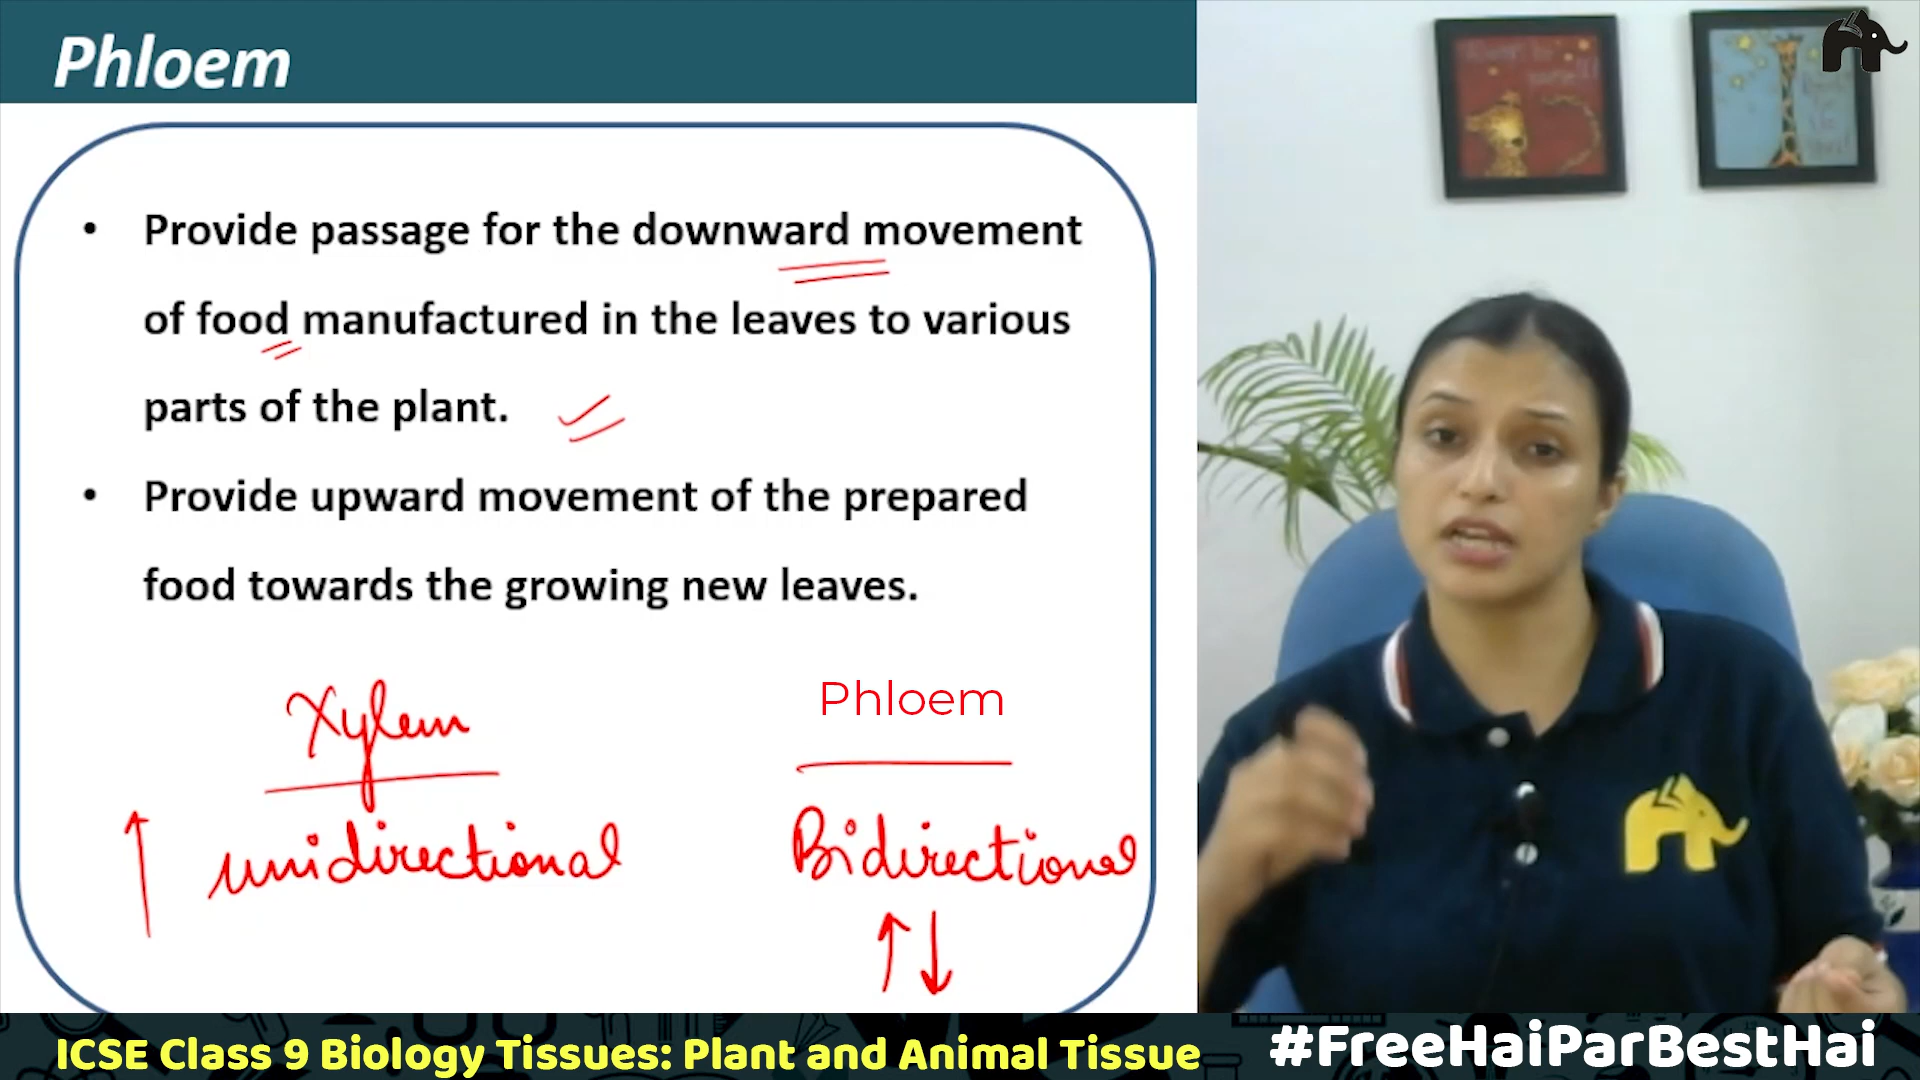 Phloem
• Provide passage for the downward movement
of food manufactured in the leaves to various
parts of the plant.
• Provide upward movement of the prepared
food towards the growing new leaves.
Xylem
Phloem
unidirectional
Bidirectional
ICSE Class 9 Biology Tissues: Plant and Animal Tissue
#FreeHaiParBestHai